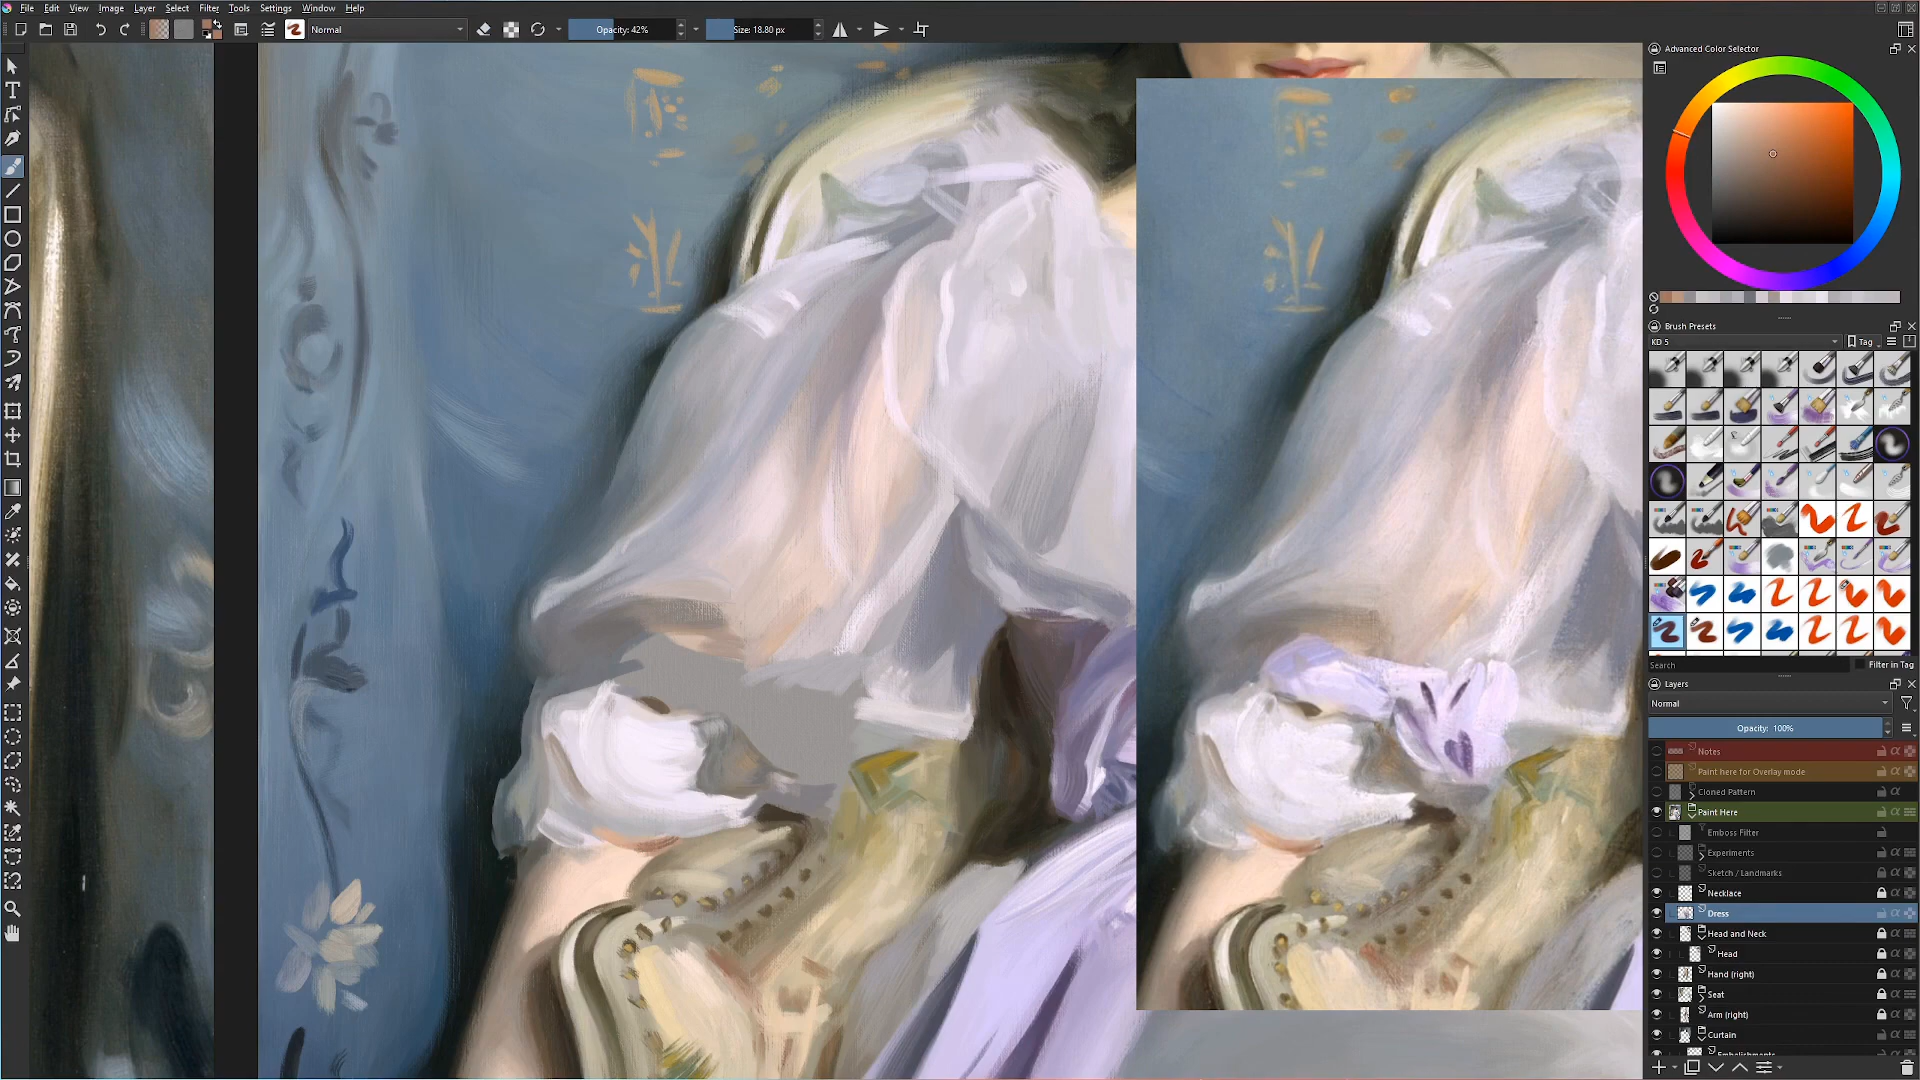 File Edit View Image Layer Select Filter Tools Settings Window Help
Normal
Opacity: 42%
Size: 18.80 px
Advanced Color Selector
Brush Presets
KD 5
Tag
Search
Filter in Tag
Layers
Normal
Opacity: 100%
Notes
Paint here for Overlay mode
Cloned Pattern
Paint Here
Emboss Filter
Experiments
Sketch / Landmarks
Necklace
Dress
Head and Neck
Head
Hand (right)
Seat
Arm (right)
Curtain
Embellishments